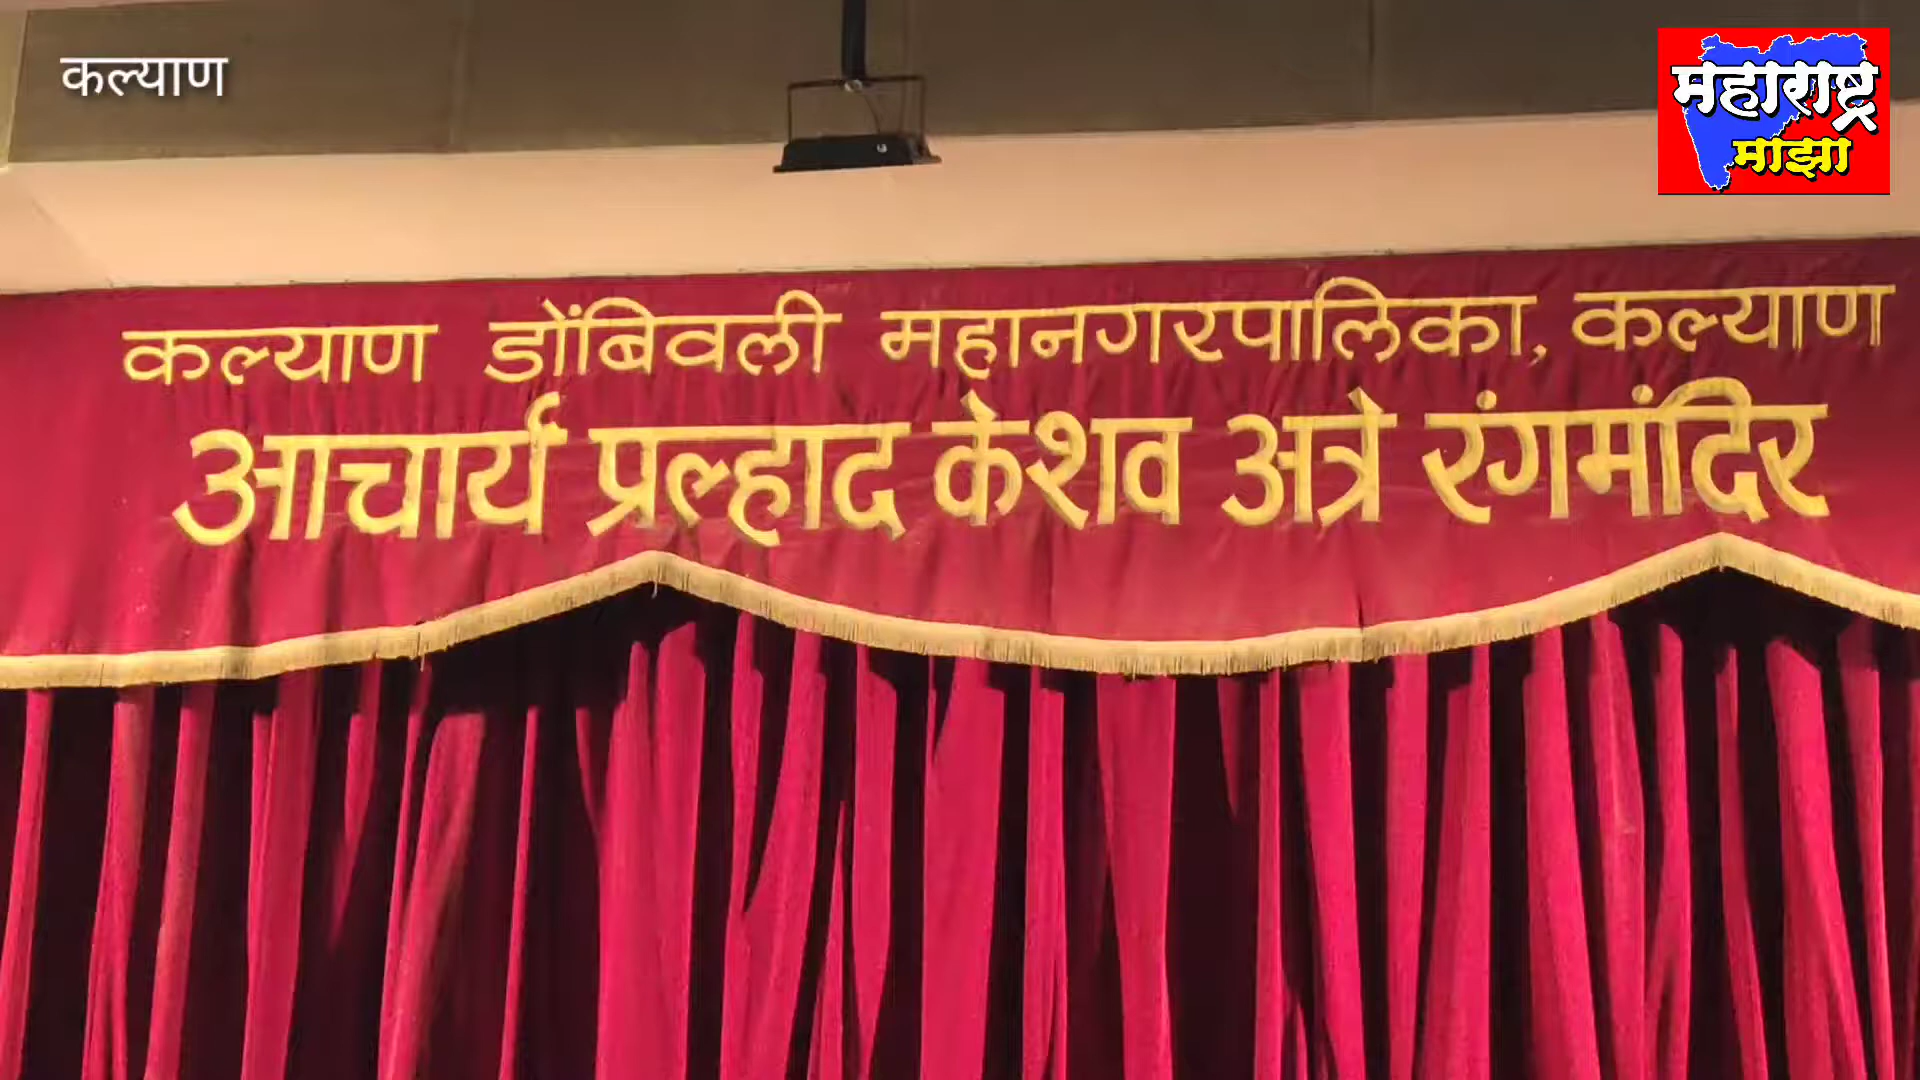 कल्याण
महाराष्ट्र
माझा
कल्याण डोंबिवली महानगरपालिका, कल्याण
आचार्य प्रल्हाद केशव अत्रे रंगमंदिर